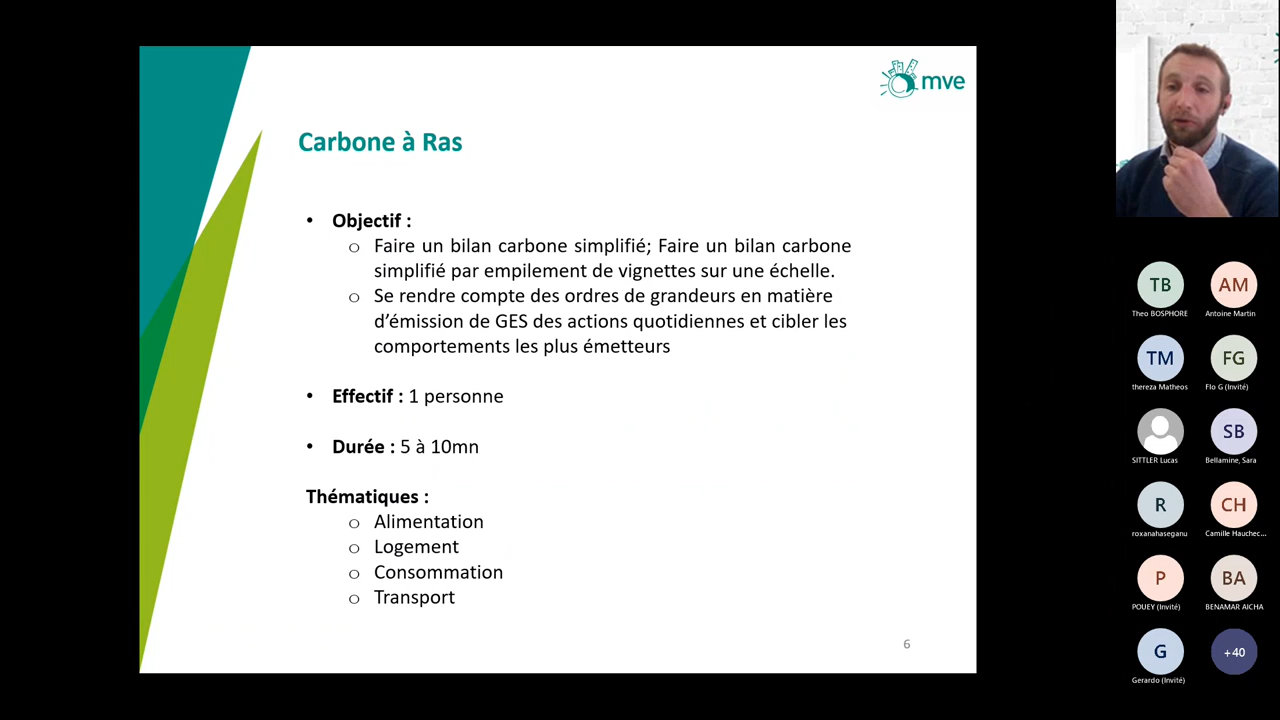 mve
Carbone à Ras
• Objectif :
o Faire un bilan carbone simplifié; Faire un bilan carbone
simplifié par empilement de vignettes sur une échelle.
o Se rendre compte des ordres de grandeurs en matière
d’émission de GES des actions quotidiennes et cibler les
comportements les plus émetteurs
• Effectif : 1 personne
• Durée : 5 à 10mn
Thématiques :
o Alimentation
o Logement
o Consommation
o Transport
6
TB
Theo BOSPHORE
AM
Antoine Martin
TM
thereza Matheos
FG
Flo G (Invité)
SITTLER Lucas
SB
Bellamine, Sara
R
roxanahaseganu
CH
Camille Hauchec...
P
POUEY (Invité)
BA
BENAMAR AICHA
G
Gerardo (Invité)
+40